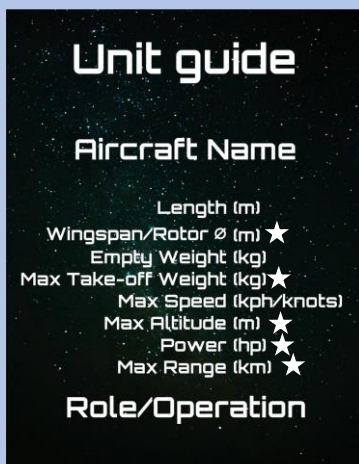 Unit guide
Aircraft Name
Length (m)
Wingspan/Rotor Ø (m)
Empty Weight (kg)
Max Take-off Weight (kg)
Max Speed (kph/knots)
Max Altitude (m)
Power (hp)
Max Range (km)
Role/Operation